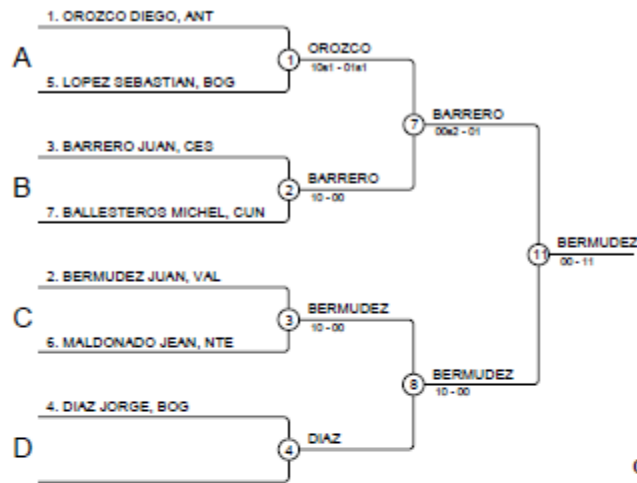 1. OROZCO DIEGO, ANT
A
1
OROZCO
10s1 - 01s1
5. LOPEZ SEBASTIAN, BOG
7
BARRERO
00s2 - 01
3. BARRERO JUAN, CES
B
2
BARRERO
10 - 00
7. BALLESTEROS MICHEL, CUN
11
BERMUDEZ
00 - 11
2. BERMUDEZ JUAN, VAL
C
3
BERMUDEZ
10 - 00
6. MALDONADO JEAN, NTE
8
BERMUDEZ
10 - 00
4. DIAZ JORGE, BOG
D
4
DIAZ